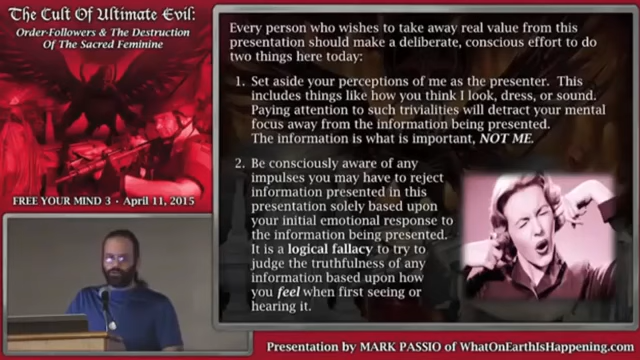 The Cult Of Ultimate Evil:
Order-Followers & The Destruction
Of The Sacred Feminine
FREE YOUR MIND 3 • April 11, 2015
Every person who wishes to take away real value from this
presentation should make a deliberate, conscious effort to do
two things here today:
1. Set aside your perceptions of me as the presenter. This
includes things like how you think I look, dress, or sound.
Paying attention to such trivialities will detract your mental
focus away from the information being presented.
The information is what is important, NOT ME.
2. Be consciously aware of any
impulses you may have to reject
information presented in this
presentation solely based upon
your initial emotional response to
the information being presented.
It is a logical fallacy to try to
judge the truthfulness of any
information based upon how
you feel when first seeing or
hearing it.
Presentation by MARK PASSIO of WhatOnEarthIsHappening.com